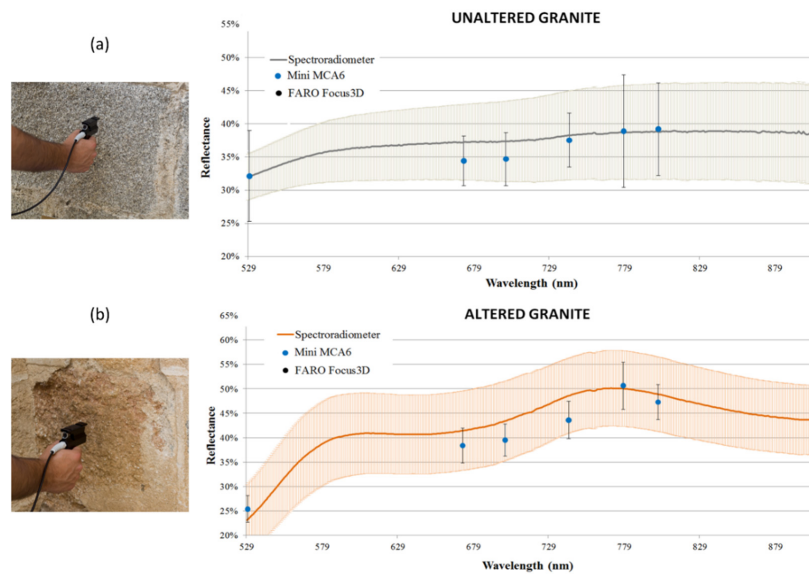 UNALTERED GRANITE
(a)
55%
50%
45%
40%
35%
30%
25%
20%
Reflectance
Spectroradiometer
Mini MCA6
FARO Focus3D
529 579 629 679 729 779 829 879
Wavelength (nm)
(b)
ALTERED GRANITE
65%
60%
55%
50%
45%
40%
35%
30%
25%
20%
Reflectance
Spectroradiometer
Mini MCA6
FARO Focus3D
529 579 629 679 729 779 829 879
Wavelength (nm)